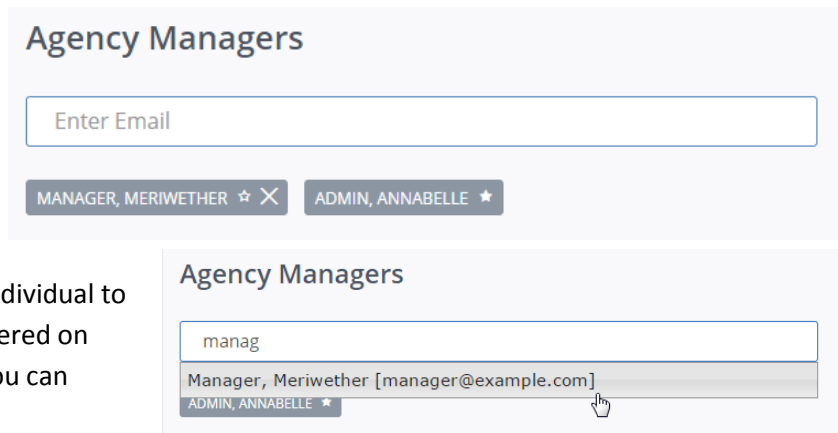 Agency Managers
Enter Email
MANAGER, MERIWETHER ☆ X ADMIN, ANNABELLE ★
dividual to
ered on
ou can
Agency Managers
manag
Manager, Meriwether [manager@example.com]
ADMIN, ANNABELLE ★